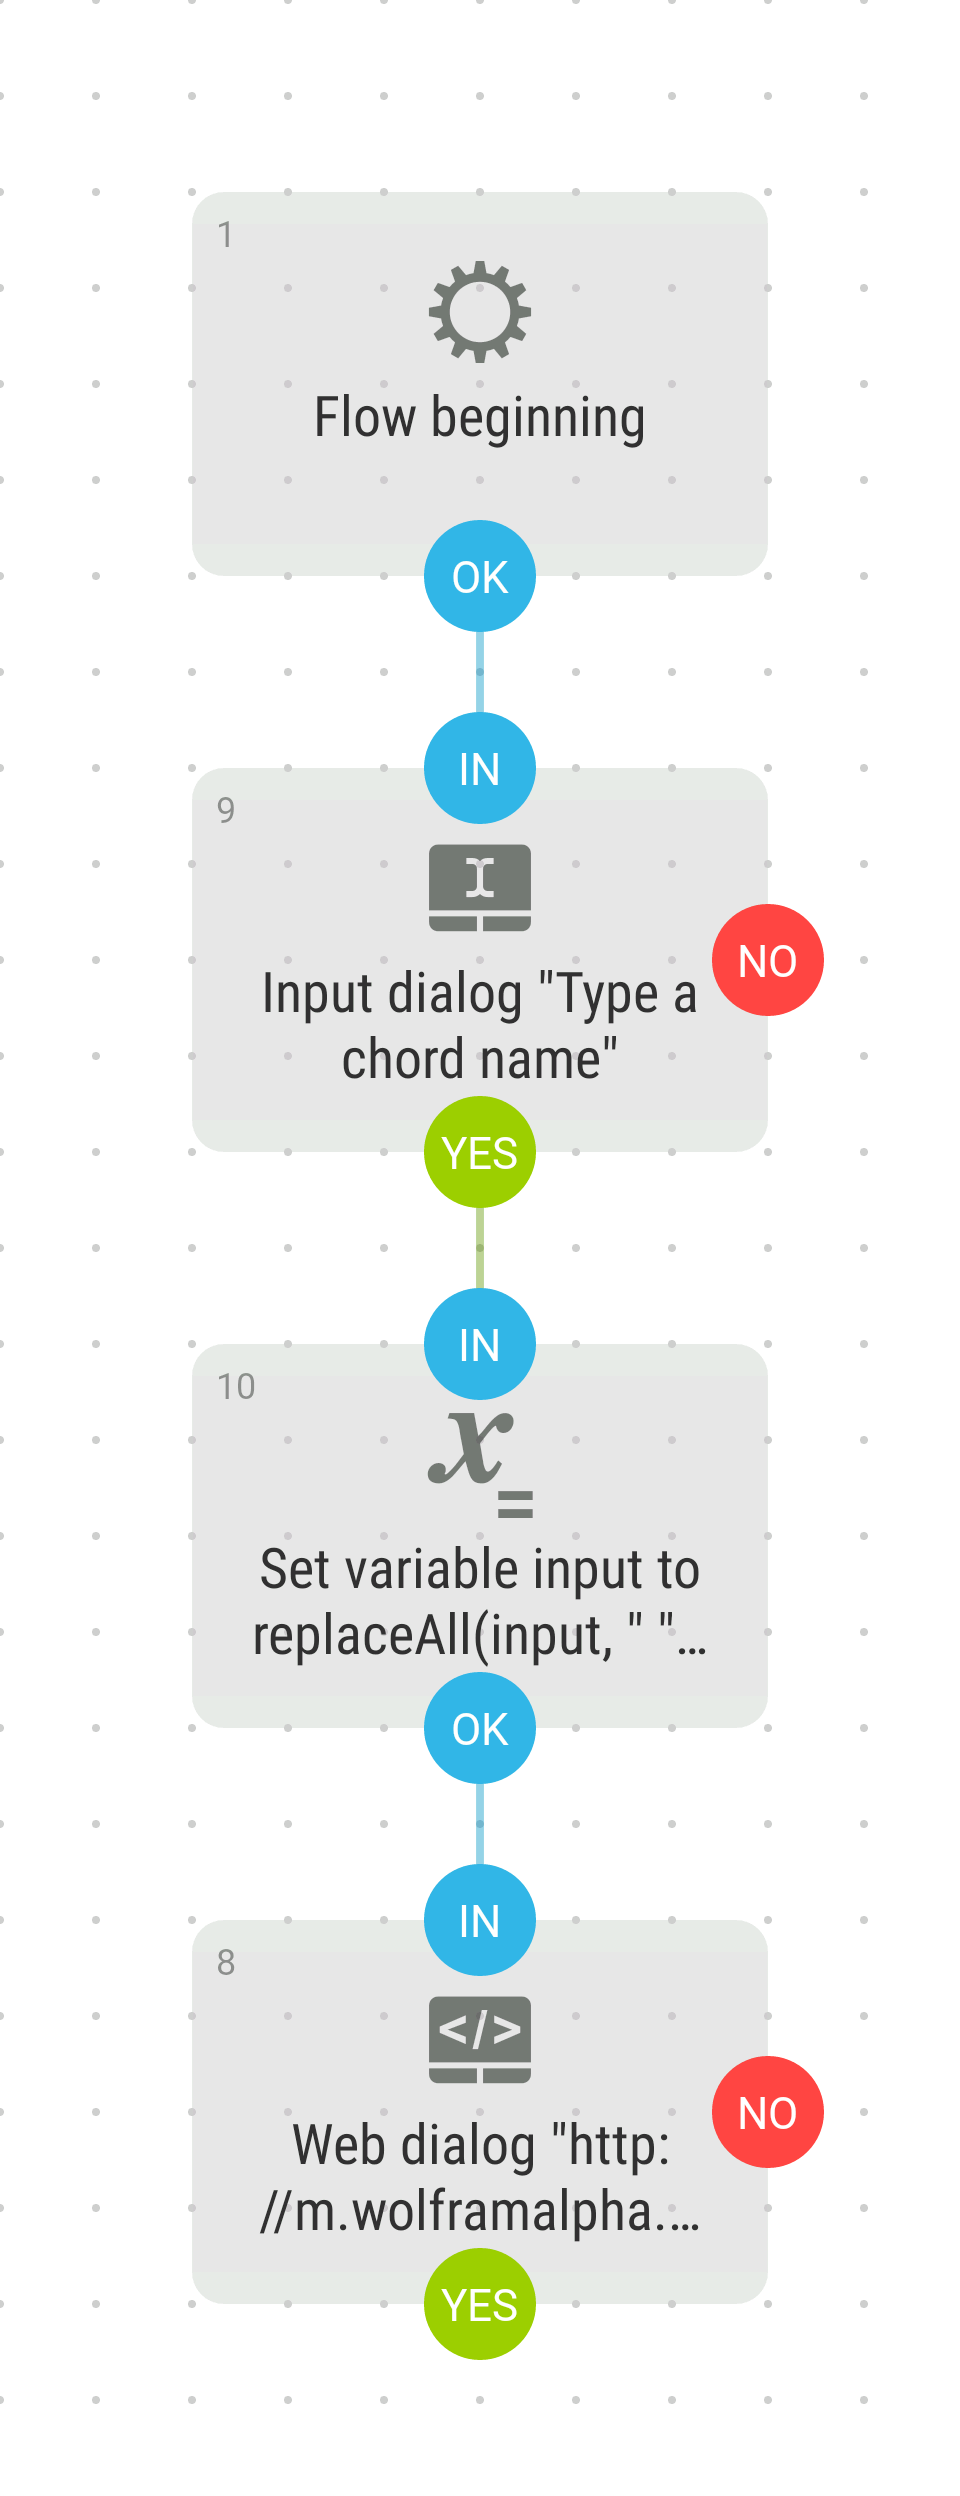 1
Flow beginning
OK
IN
9
Input dialog "Type a
chord name"
NO
YES
IN
10
x
=
Set variable input to
replaceAll(input, " "...
OK
IN
8
</>
Web dialog "http:
//m.wolframalpha....
NO
YES